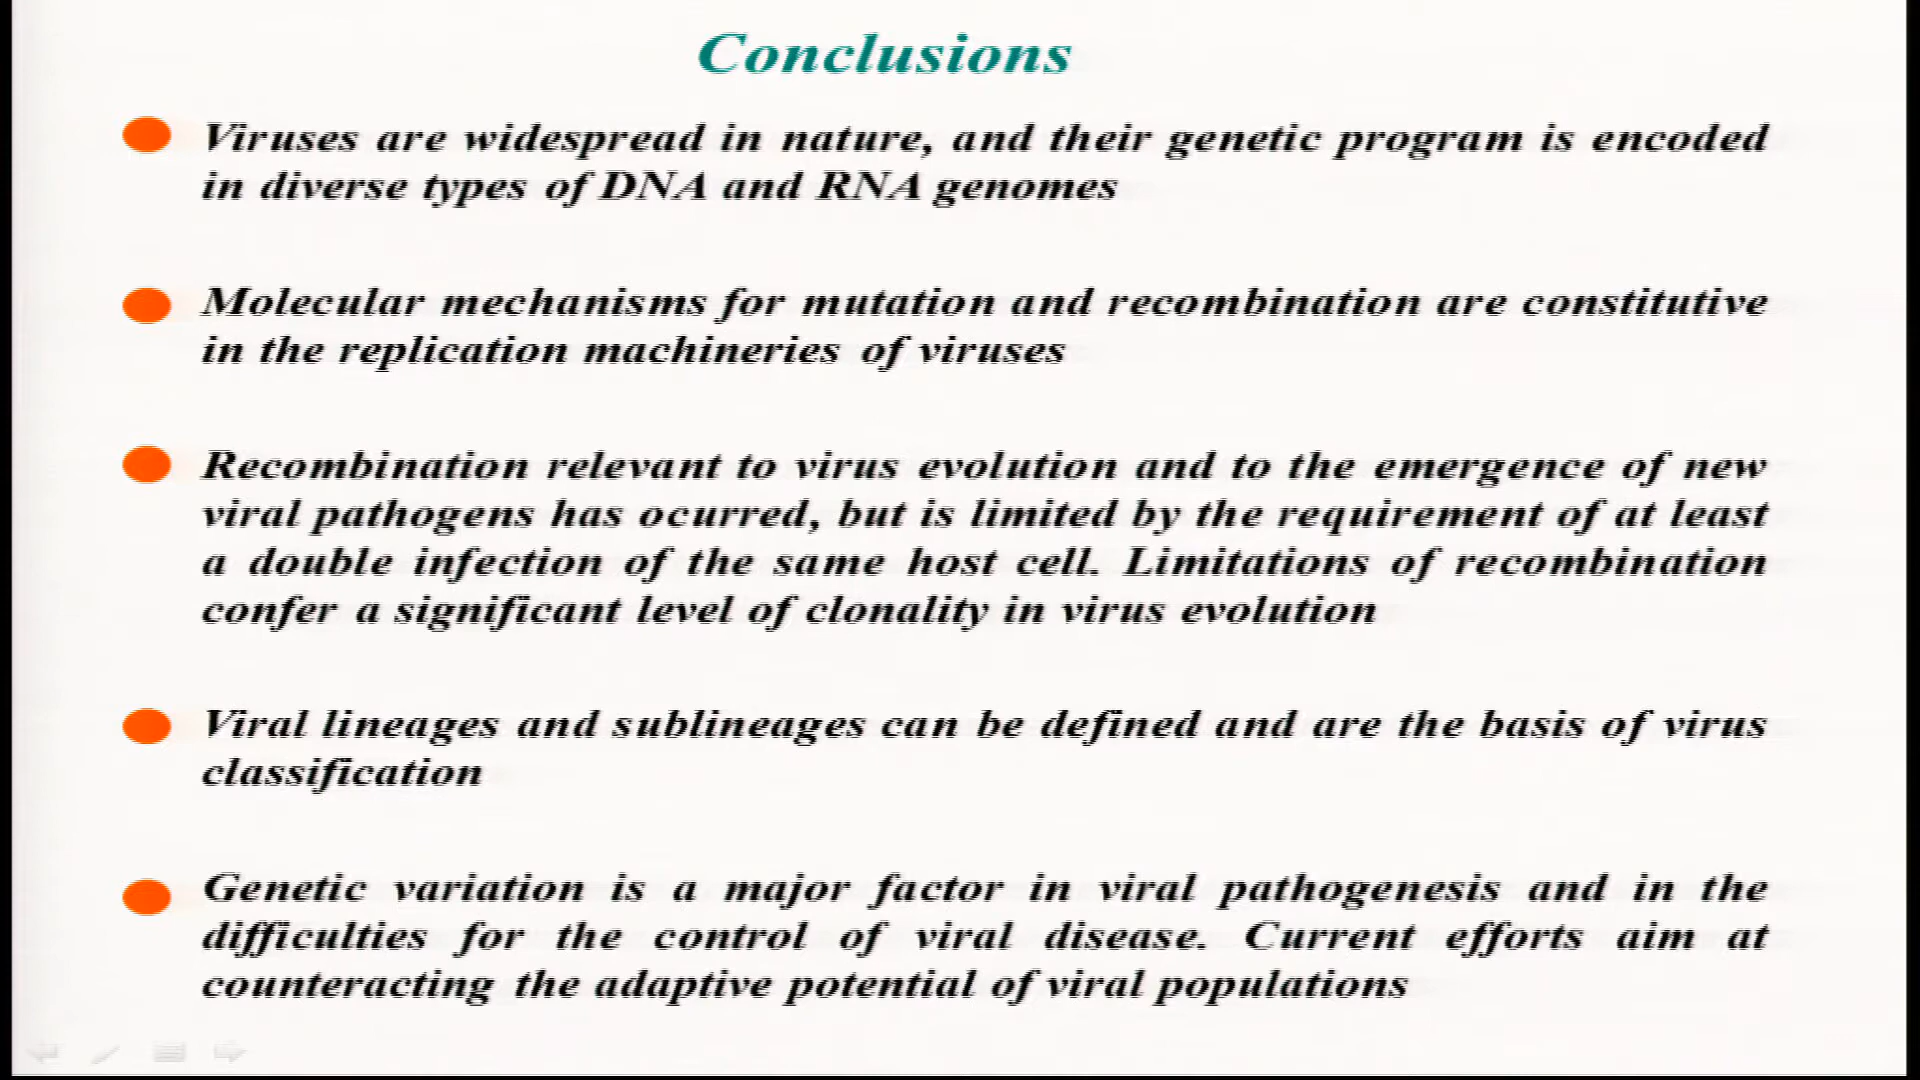 Conclusions
Viruses are widespread in nature, and their genetic program is encoded
in diverse types of DNA and RNA genomes
Molecular mechanisms for mutation and recombination are constitutive
in the replication machineries of viruses
Recombination relevant to virus evolution and to the emergence of new
viral pathogens has ocurred, but is limited by the requirement of at least
a double infection of the same host cell. Limitations of recombination
confer a significant level of clonality in virus evolution
Viral lineages and sublineages can be defined and are the basis of virus
classification
Genetic variation is a major factor in viral pathogenesis and in the
difficulties for the control of viral disease. Current efforts aim at
counteracting the adaptive potential of viral populations